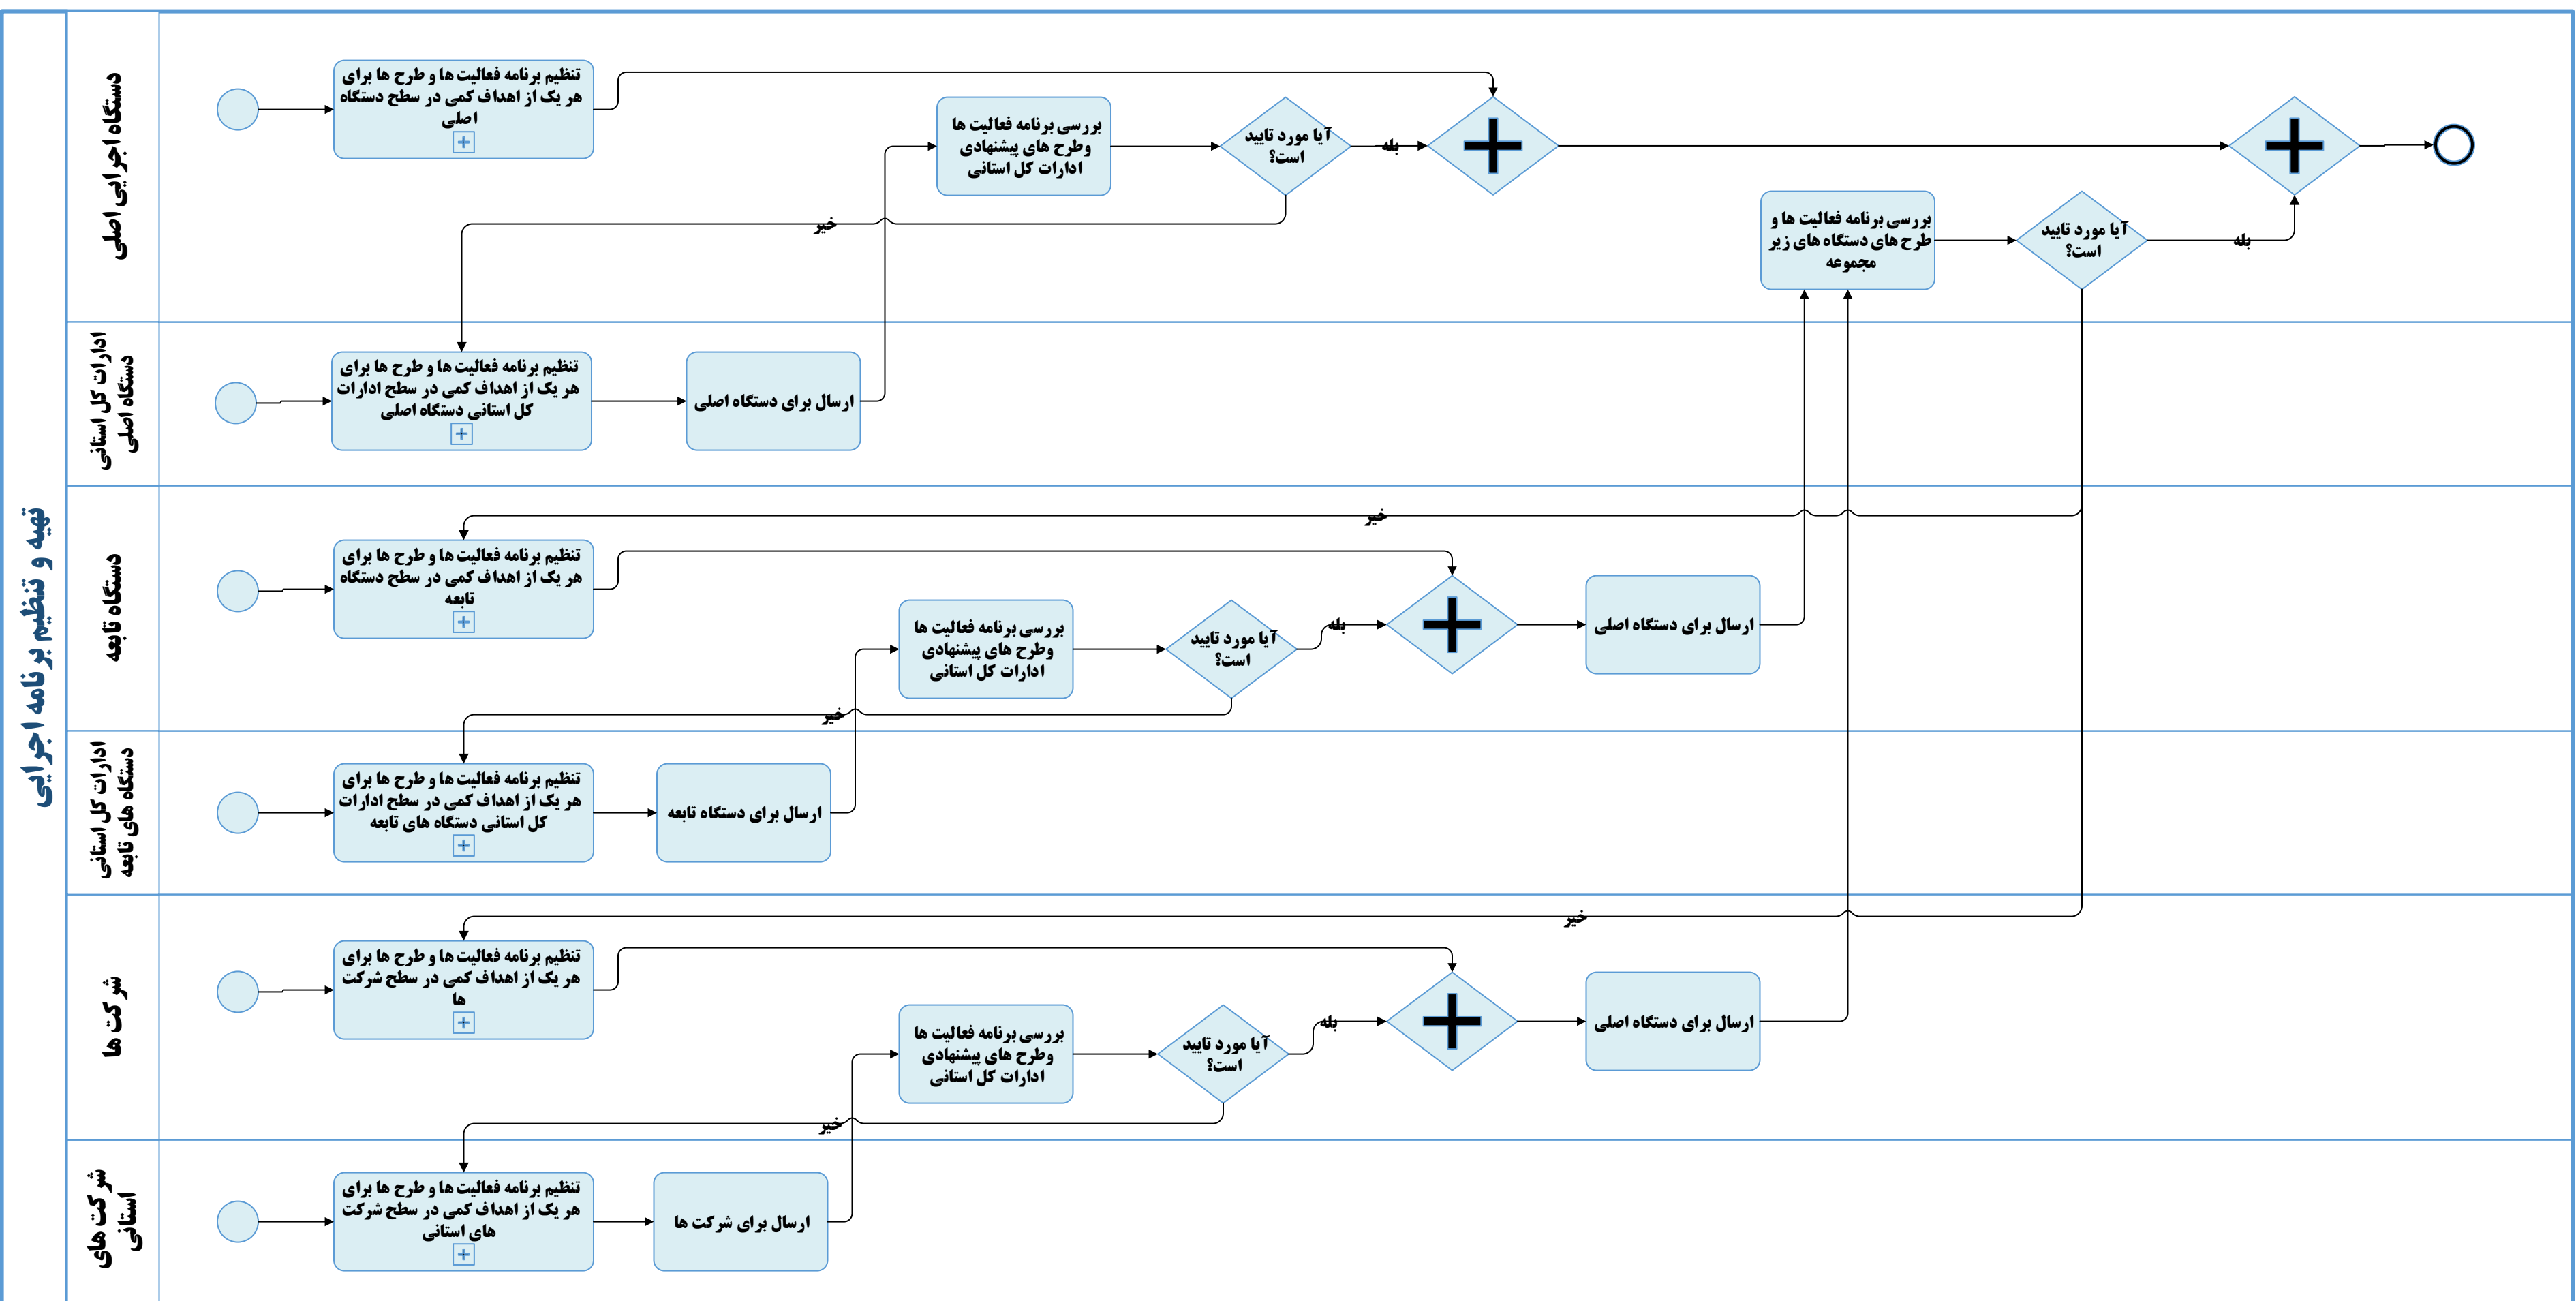 تهیه و تنظیم برنامه اجرایی
دستگاه اجرایی اصلی
تنظیم برنامه فعالیت ها و طرح ها برای
هر یک از اهداف کمی در سطح دستگاه
اصلی
بررسی برنامه فعالیت ها
وطرح های پیشنهادی
ادارات کل استانی
آیا مورد تایید
است؟
بله
خیر
بررسی برنامه فعالیت ها و
طرح های دستگاه های زیر
مجموعه
آیا مورد تایید
است؟
بله
ادارات کل استانی
دستگاه اصلی
تنظیم برنامه فعالیت ها و طرح ها برای
هر یک از اهداف کمی در سطح ادارات
کل استانی دستگاه اصلی
ارسال برای دستگاه اصلی
دستگاه تابعه
خیر
تنظیم برنامه فعالیت ها و طرح ها برای
هر یک از اهداف کمی در سطح دستگاه
تابعه
بررسی برنامه فعالیت ها
وطرح های پیشنهادی
ادارات کل استانی
آیا مورد تایید
است؟
بله
ارسال برای دستگاه اصلی
خیر
ادارات کل استانی
دستگاه های تابعه
تنظیم برنامه فعالیت ها و طرح ها برای
هر یک از اهداف کمی در سطح ادارات
کل استانی دستگاه های تابعه
ارسال برای دستگاه تابعه
شرکت ها
خیر
تنظیم برنامه فعالیت ها و طرح ها برای
هر یک از اهداف کمی در سطح شرکت
ها
بررسی برنامه فعالیت ها
وطرح های پیشنهادی
ادارات کل استانی
آیا مورد تایید
است؟
بله
ارسال برای دستگاه اصلی
خیر
شرکت های
استانی
تنظیم برنامه فعالیت ها و طرح ها برای
هر یک از اهداف کمی در سطح شرکت
های استانی
ارسال برای شرکت ها